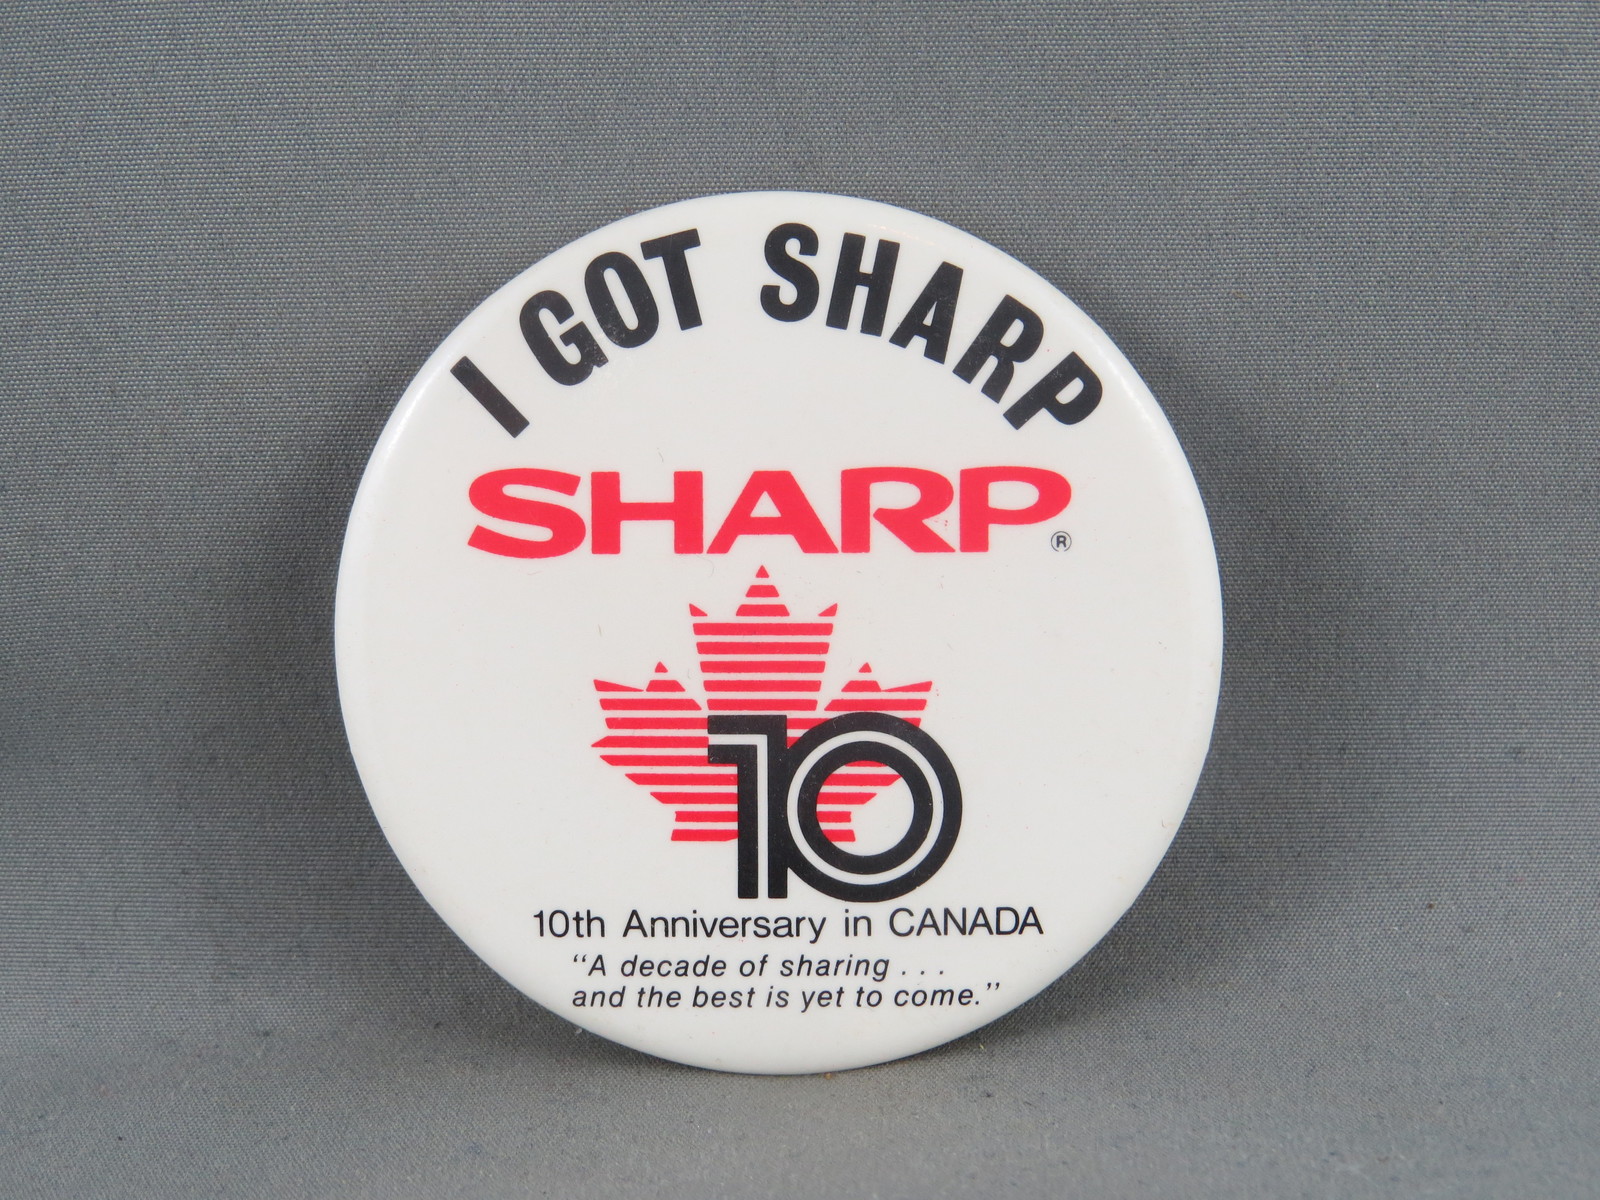 I GOT SHARP
SHARP®
10
10th Anniversary in CANADA
“A decade of sharing . . .
and the best is yet to come.”